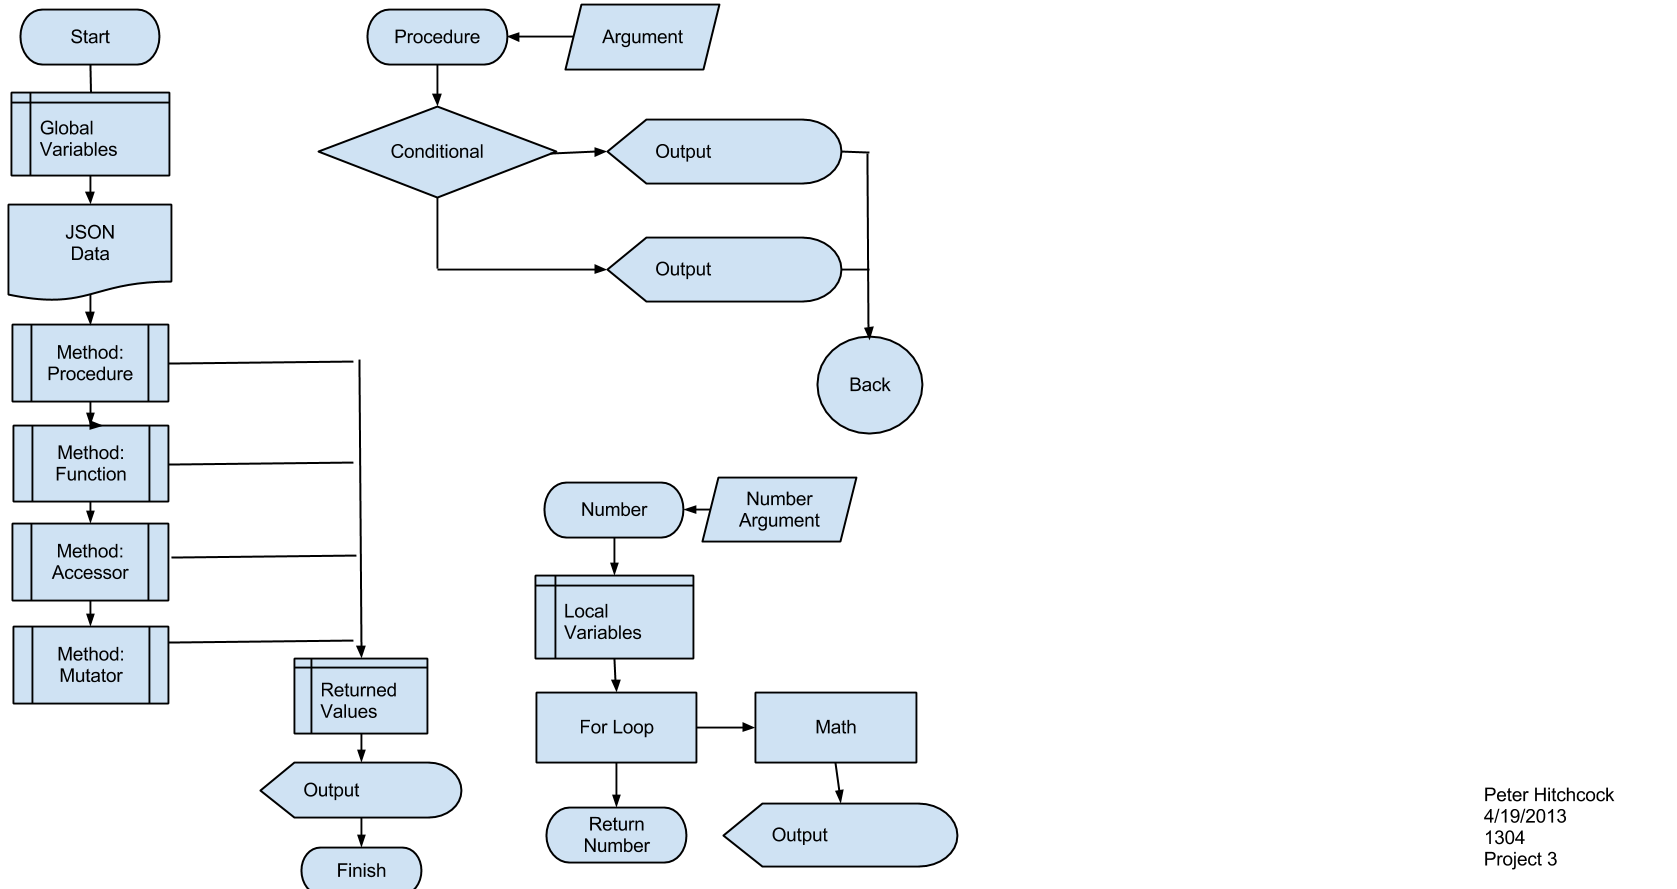 Start
Global
Variables
JSON
Data
Method:
Procedure
Method:
Function
Method:
Accessor
Method:
Mutator
Returned
Values
Output
Finish
Procedure
Argument
Conditional
Output
Output
Back
Number
Number
Argument
Local
Variables
For Loop
Math
Return
Number
Output
Peter Hitchcock
4/19/2013
1304
Project 3